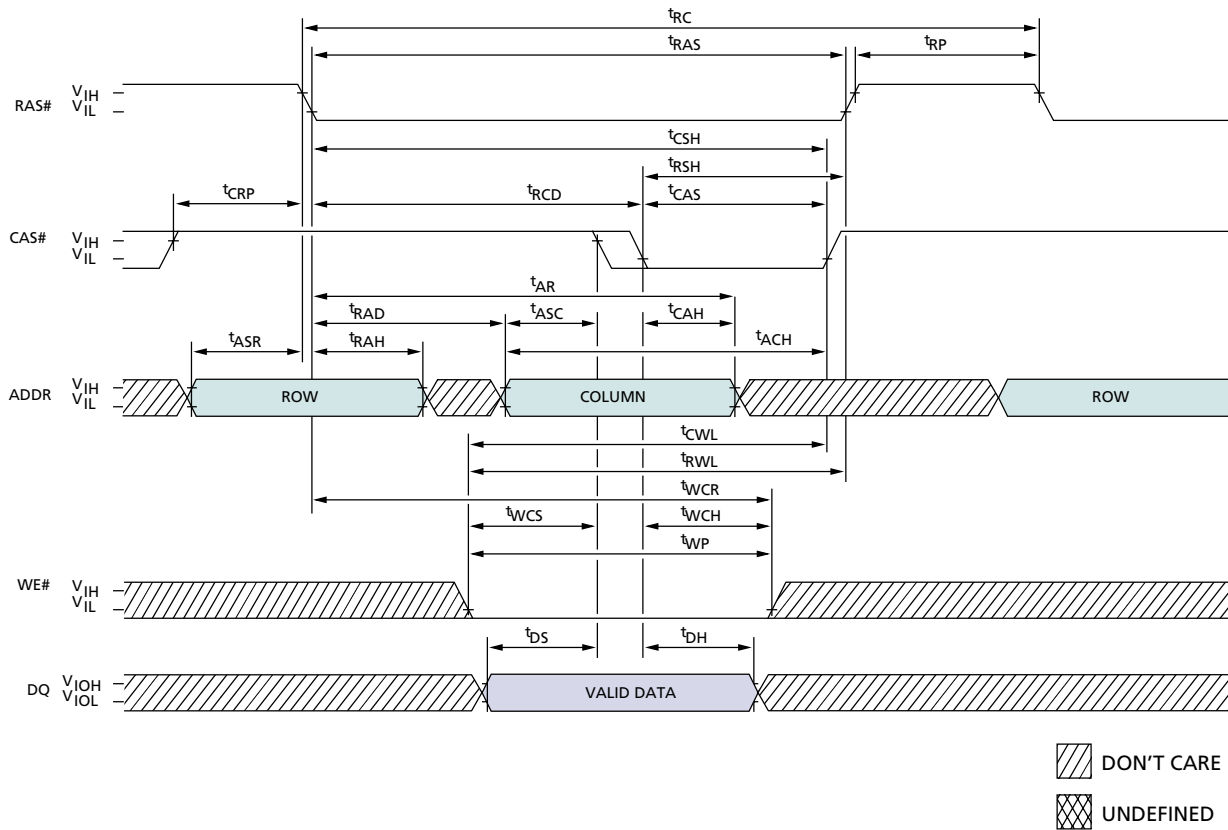 tRC
tRAS
tRP
RAS# VIH
VIL
tCSH
tRSH
tCRP
tRCD
tCAS
CAS# VIH
VIL
tAR
tRAD
tASC
tCAH
tASR
tRAH
tACH
ADDR VIH
VIL
ROW
COLUMN
ROW
tCWL
tRWL
tWCR
tWCS
tWCH
tWP
WE# VIH
VIL
tDS
tDH
DQ VIOH
VIOL
VALID DATA
DON'T CARE
UNDEFINED